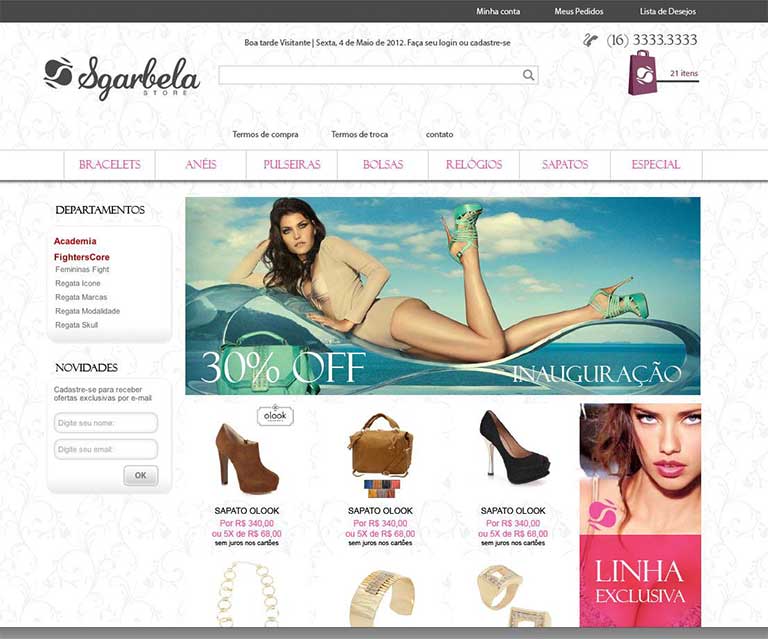 Minha conta Meus Pedidos Lista de Desejos
Boa tarde Visitante | Sexta, 4 de Maio de 2012. Faça seu login ou cadastre-se
(16) 3333.3333
Sgarbela
STORE
21 itens
Termos de compra Termos de troca contato
BRACELETS ANÉIS PULSEIRAS BOLSAS RELÓGIOS SAPATOS ESPECIAL
DEPARTAMENTOS
Academia
FightersCore
Femininas Fight
Regata Icone
Regata Marcas
Regata Modalidade
Regata Skull
NOVIDADES
Cadastre-se para receber
ofertas exclusivas por e-mail
Digite seu nome:
Digite seu email:
OK
30% OFF
INAUGURAÇÃO
olook
SAPATO OLOOK
Por R$ 340,00
ou 5X de R$ 68,00
sem juros nos cartões
SAPATO OLOOK
Por R$ 340,00
ou 5X de R$ 68,00
sem juros nos cartões
SAPATO OLOOK
Por R$ 340,00
ou 5X de R$ 68,00
sem juros nos cartões
LINHA
EXCLUSIVA